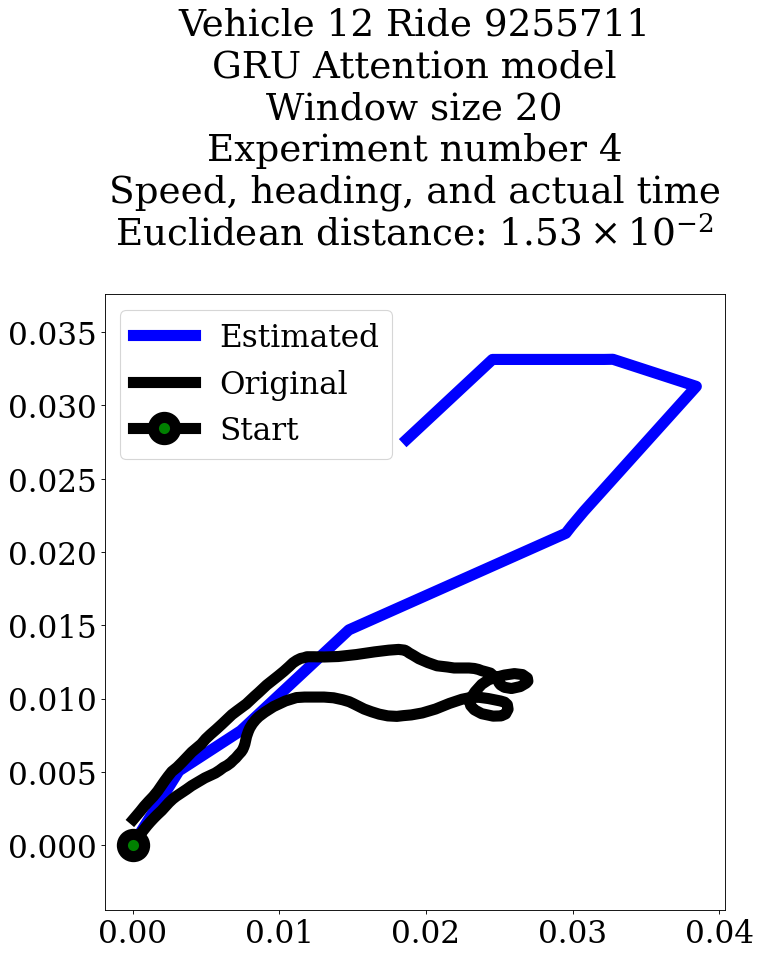 Vehicle 12 Ride 9255711
GRU Attention model
Window size 20
Experiment number 4
Speed, heading, and actual time
Euclidean distance: 1.53 × 10⁻²
Estimated
Original
Start
0.035
0.030
0.025
0.020
0.015
0.010
0.005
0.000
0.00 0.01 0.02 0.03 0.04